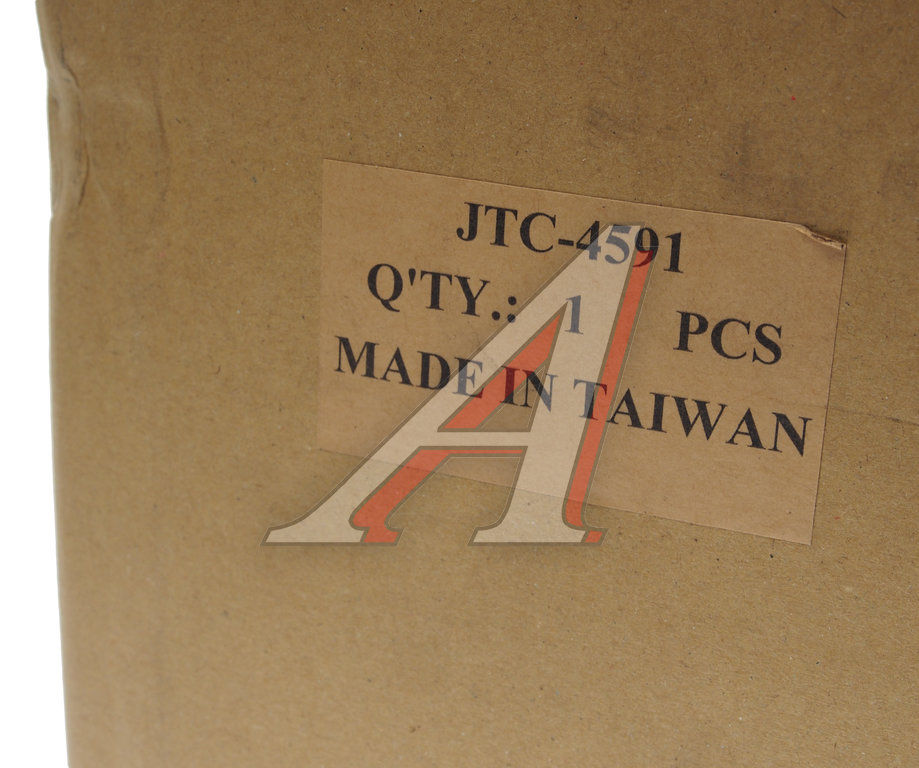 JTC-4591
Q'TY.: 1 PCS
MADE IN TAIWAN
A